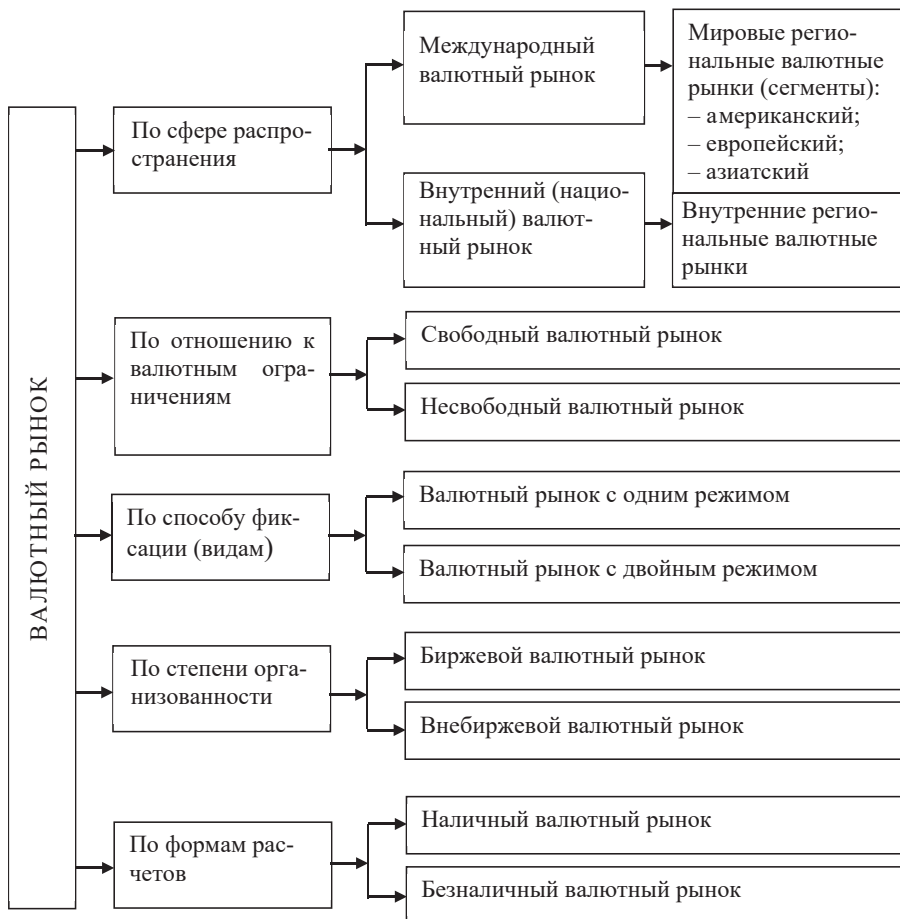 ВАЛЮТНЫЙ РЫНОК
По сфере распро-
странения
Международный
валютный рынок
Мировые регио-
нальные валютные
рынки (сегменты):
– американский;
– европейский;
– азиатский
Внутренний (нацио-
нальный) валют-
ный рынок
Внутренние регио-
нальные валютные
рынки
По отношению к
валютным огра-
ничениям
Свободный валютный рынок
Несвободный валютный рынок
По способу фик-
сации (видам)
Валютный рынок с одним режимом
Валютный рынок с двойным режимом
По степени орга-
низованности
Биржевой валютный рынок
Внебиржевой валютный рынок
По формам рас-
четов
Наличный валютный рынок
Безналичный валютный рынок